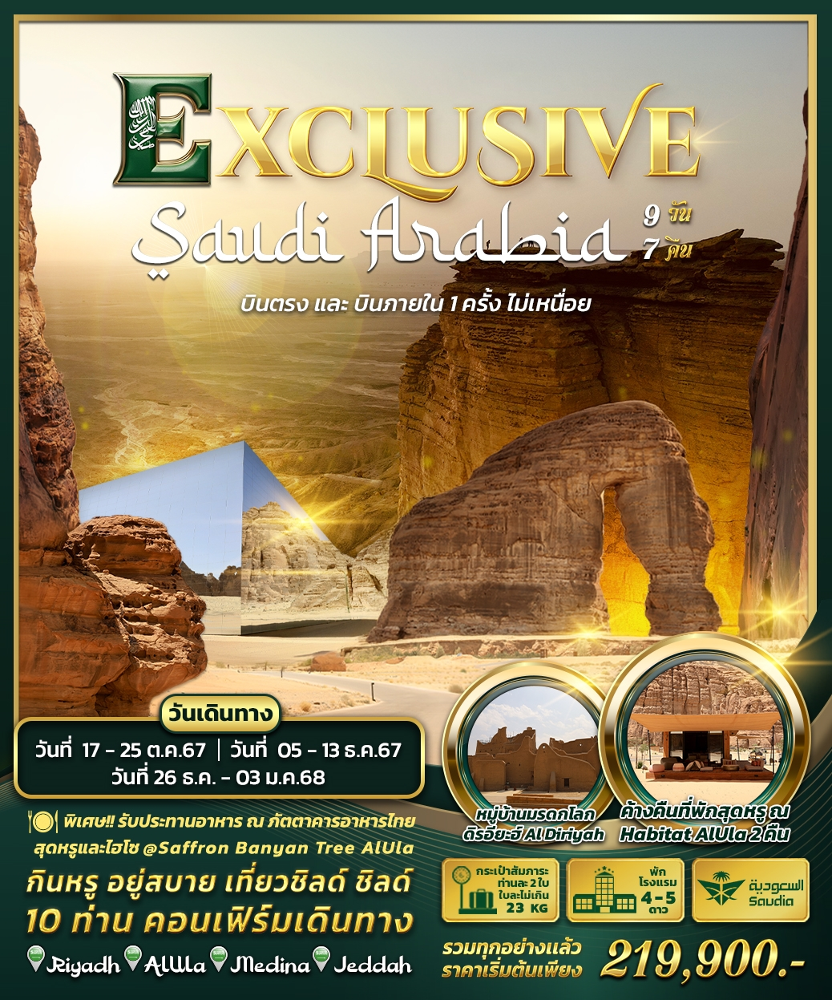 EXCLUSIVE
Saudi Arabia
9 วัน
7 คืน
บินตรง และ บินภายใน 1 ครั้ง ไม่เหนื่อย
วันเดินทาง
วันที่ 17 - 25 ต.ค.67 | วันที่ 05 - 13 ธ.ค.67
วันที่ 26 ธ.ค. - 03 ม.ค.68
พิเศษ!! รับประทานอาหาร ณ ภัตตาคารอาหารไทย
สุดหรูและไฮโซ @Saffron Banyan Tree AlUla
กินหรู อยู่สบาย เที่ยวชิลด์ ชิลด์
10 ท่าน คอนเฟิร์มเดินทาง
Riyadh AlUla Medina Jeddah
หมู่บ้านมรดกโลก
ดิรอียะฮ์ Al Diriyah
ค้างคืนที่พักสุดหรู ณ
Habitat AlUla 2 คืน
กระเป๋าสัมภาระ
ท่านละ 2 ใบ
ใบละไม่เกิน
23 KG
พัก
โรงแรม
4-5
ดาว
السعودية
Saudia
รวมทุกอย่างแล้ว
ราคาเริ่มต้นเพียง
219,900.-